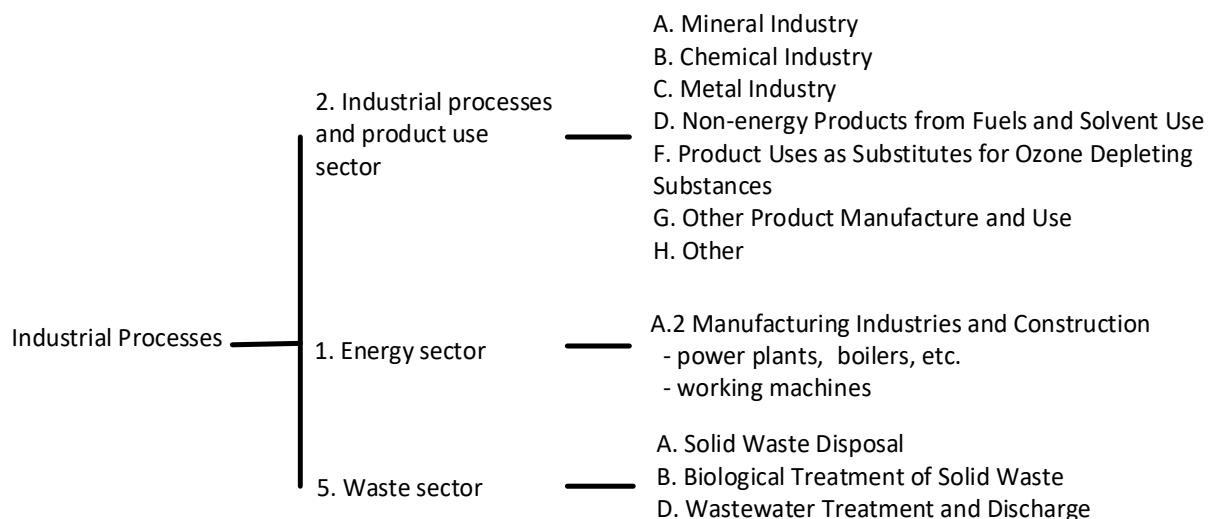 Industrial Processes
2. Industrial processes
and product use
sector
A. Mineral Industry
B. Chemical Industry
C. Metal Industry
D. Non-energy Products from Fuels and Solvent Use
F. Product Uses as Substitutes for Ozone Depleting
Substances
G. Other Product Manufacture and Use
H. Other
1. Energy sector
A.2 Manufacturing Industries and Construction
- power plants, boilers, etc.
- working machines
5. Waste sector
A. Solid Waste Disposal
B. Biological Treatment of Solid Waste
D. Wastewater Treatment and Discharge